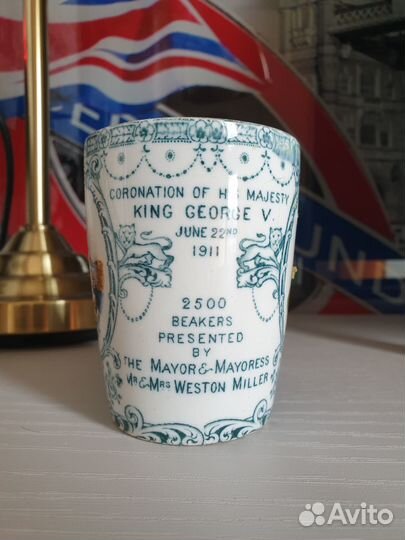 CORONATION OF HIS MAJESTY
KING GEORGE V.
JUNE 22ND
1911
2500
BEAKERS
PRESENTED
BY
THE MAYOR & MAYORESS
MR & MRS WESTON MILLER
UND
Avito